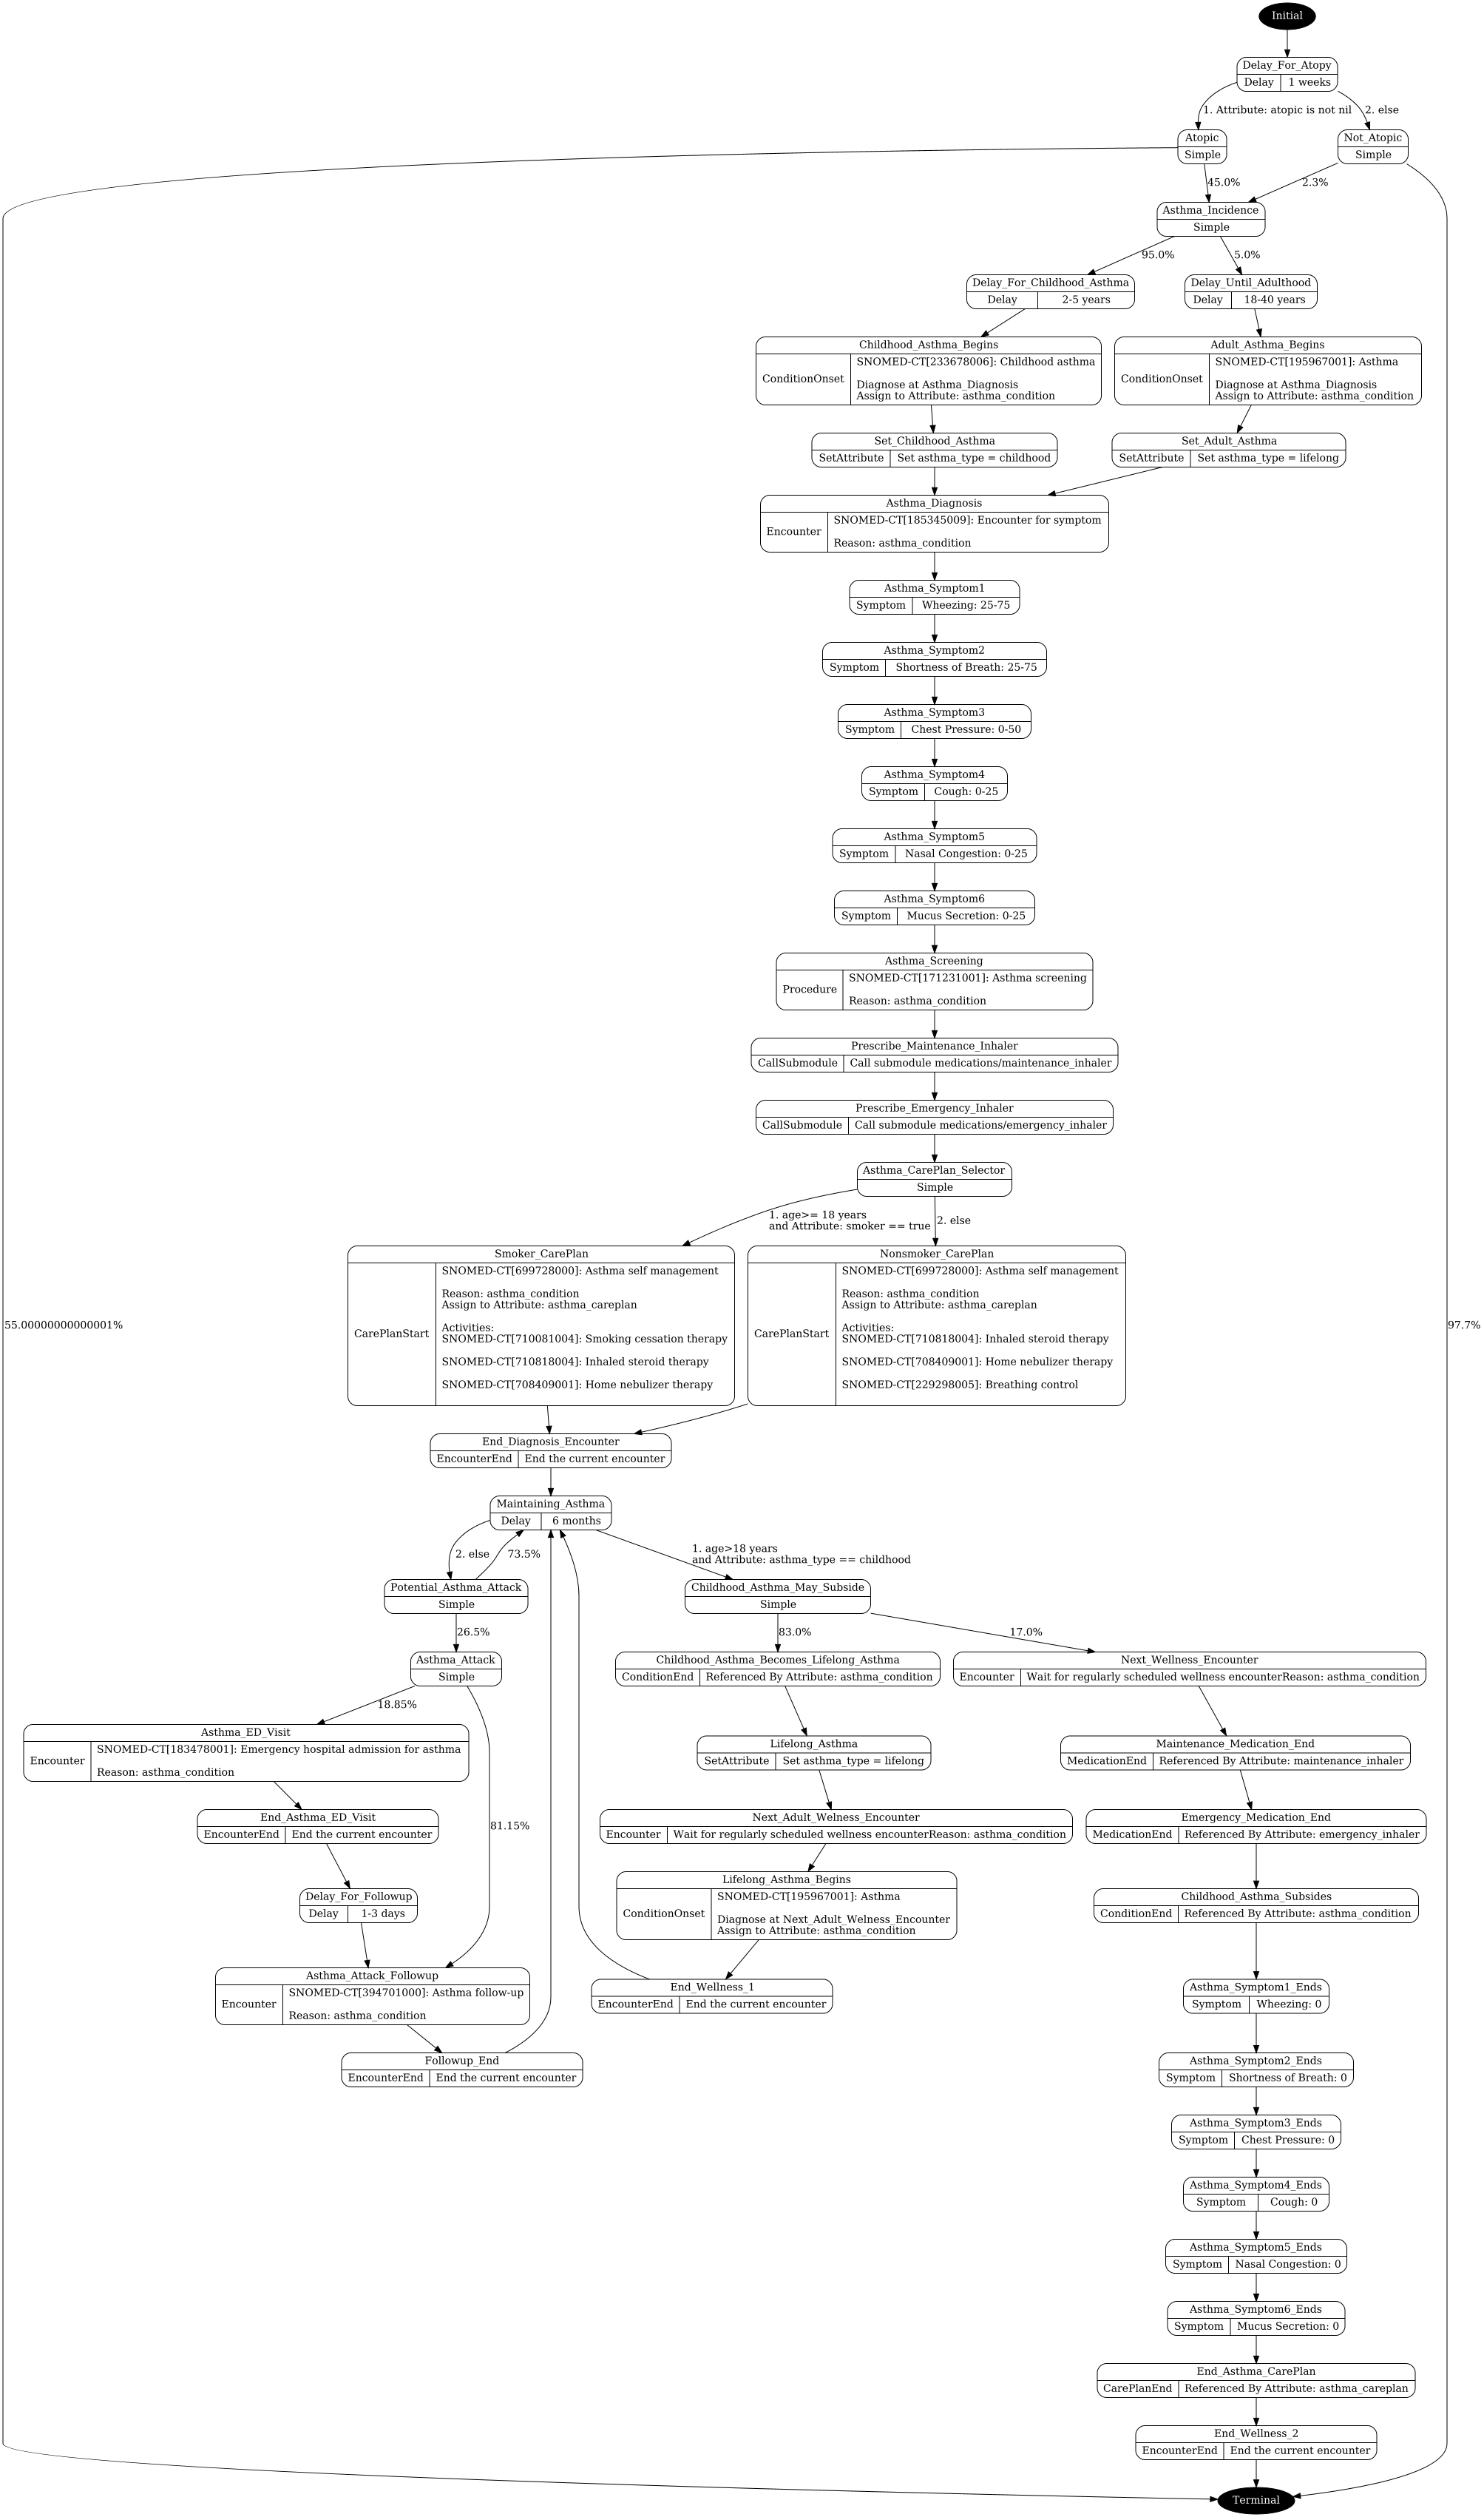 Initial
Delay_For_Atopy
Delay 1 weeks
1. Attribute: atopic is not nil
2. else
Atopic
Simple
Not_Atopic
Simple
45.0%
2.3%
Asthma_Incidence
Simple
95.0%
5.0%
Delay_For_Childhood_Asthma
Delay 2-5 years
Delay_Until_Adulthood
Delay 18-40 years
Childhood_Asthma_Begins
ConditionOnset
SNOMED-CT[233678006]: Childhood asthma
Diagnose at Asthma_Diagnosis
Assign to Attribute: asthma_condition
Adult_Asthma_Begins
ConditionOnset
SNOMED-CT[195967001]: Asthma
Diagnose at Asthma_Diagnosis
Assign to Attribute: asthma_condition
Set_Childhood_Asthma
SetAttribute Set asthma_type = childhood
Set_Adult_Asthma
SetAttribute Set asthma_type = lifelong
Asthma_Diagnosis
Encounter
SNOMED-CT[185345009]: Encounter for symptom
Reason: asthma_condition
Asthma_Symptom1
Symptom Wheezing: 25-75
Asthma_Symptom2
Symptom Shortness of Breath: 25-75
Asthma_Symptom3
Symptom Chest Pressure: 0-50
Asthma_Symptom4
Symptom Cough: 0-25
Asthma_Symptom5
Symptom Nasal Congestion: 0-25
Asthma_Symptom6
Symptom Mucus Secretion: 0-25
Asthma_Screening
Procedure
SNOMED-CT[171231001]: Asthma screening
Reason: asthma_condition
Prescribe_Maintenance_Inhaler
CallSubmodule Call submodule medications/maintenance_inhaler
Prescribe_Emergency_Inhaler
CallSubmodule Call submodule medications/emergency_inhaler
Asthma_CarePlan_Selector
Simple
1. age>= 18 years
and Attribute: smoker == true
2. else
Smoker_CarePlan
CarePlanStart
SNOMED-CT[699728000]: Asthma self management
Reason: asthma_condition
Assign to Attribute: asthma_careplan
Activities:
SNOMED-CT[710081004]: Smoking cessation therapy
SNOMED-CT[710818004]: Inhaled steroid therapy
SNOMED-CT[708409001]: Home nebulizer therapy
Nonsmoker_CarePlan
CarePlanStart
SNOMED-CT[699728000]: Asthma self management
Reason: asthma_condition
Assign to Attribute: asthma_careplan
Activities:
SNOMED-CT[710818004]: Inhaled steroid therapy
SNOMED-CT[708409001]: Home nebulizer therapy
SNOMED-CT[229298005]: Breathing control
55.00000000000001%
97.7%
End_Diagnosis_Encounter
EncounterEnd End the current encounter
Maintaining_Asthma
Delay 6 months
2. else
73.5%
1. age>18 years
and Attribute: asthma_type == childhood
Potential_Asthma_Attack
Simple
Childhood_Asthma_May_Subside
Simple
26.5%
83.0%
17.0%
Asthma_Attack
Simple
Childhood_Asthma_Becomes_Lifelong_Asthma
ConditionEnd Referenced By Attribute: asthma_condition
Next_Wellness_Encounter
Encounter Wait for regularly scheduled wellness encounterReason: asthma_condition
18.85%
Asthma_ED_Visit
Encounter
SNOMED-CT[183478001]: Emergency hospital admission for asthma
Reason: asthma_condition
Lifelong_Asthma
SetAttribute Set asthma_type = lifelong
Maintenance_Medication_End
MedicationEnd Referenced By Attribute: maintenance_inhaler
End_Asthma_ED_Visit
EncounterEnd End the current encounter
81.15%
Next_Adult_Welness_Encounter
Encounter Wait for regularly scheduled wellness encounterReason: asthma_condition
Emergency_Medication_End
MedicationEnd Referenced By Attribute: emergency_inhaler
Delay_For_Followup
Delay 1-3 days
Lifelong_Asthma_Begins
ConditionOnset
SNOMED-CT[195967001]: Asthma
Diagnose at Next_Adult_Welness_Encounter
Assign to Attribute: asthma_condition
Childhood_Asthma_Subsides
ConditionEnd Referenced By Attribute: asthma_condition
Asthma_Attack_Followup
Encounter
SNOMED-CT[394701000]: Asthma follow-up
Reason: asthma_condition
End_Wellness_1
EncounterEnd End the current encounter
Asthma_Symptom1_Ends
Symptom Wheezing: 0
Followup_End
EncounterEnd End the current encounter
Asthma_Symptom2_Ends
Symptom Shortness of Breath: 0
Asthma_Symptom3_Ends
Symptom Chest Pressure: 0
Asthma_Symptom4_Ends
Symptom Cough: 0
Asthma_Symptom5_Ends
Symptom Nasal Congestion: 0
Asthma_Symptom6_Ends
Symptom Mucus Secretion: 0
End_Asthma_CarePlan
CarePlanEnd Referenced By Attribute: asthma_careplan
End_Wellness_2
EncounterEnd End the current encounter
Terminal